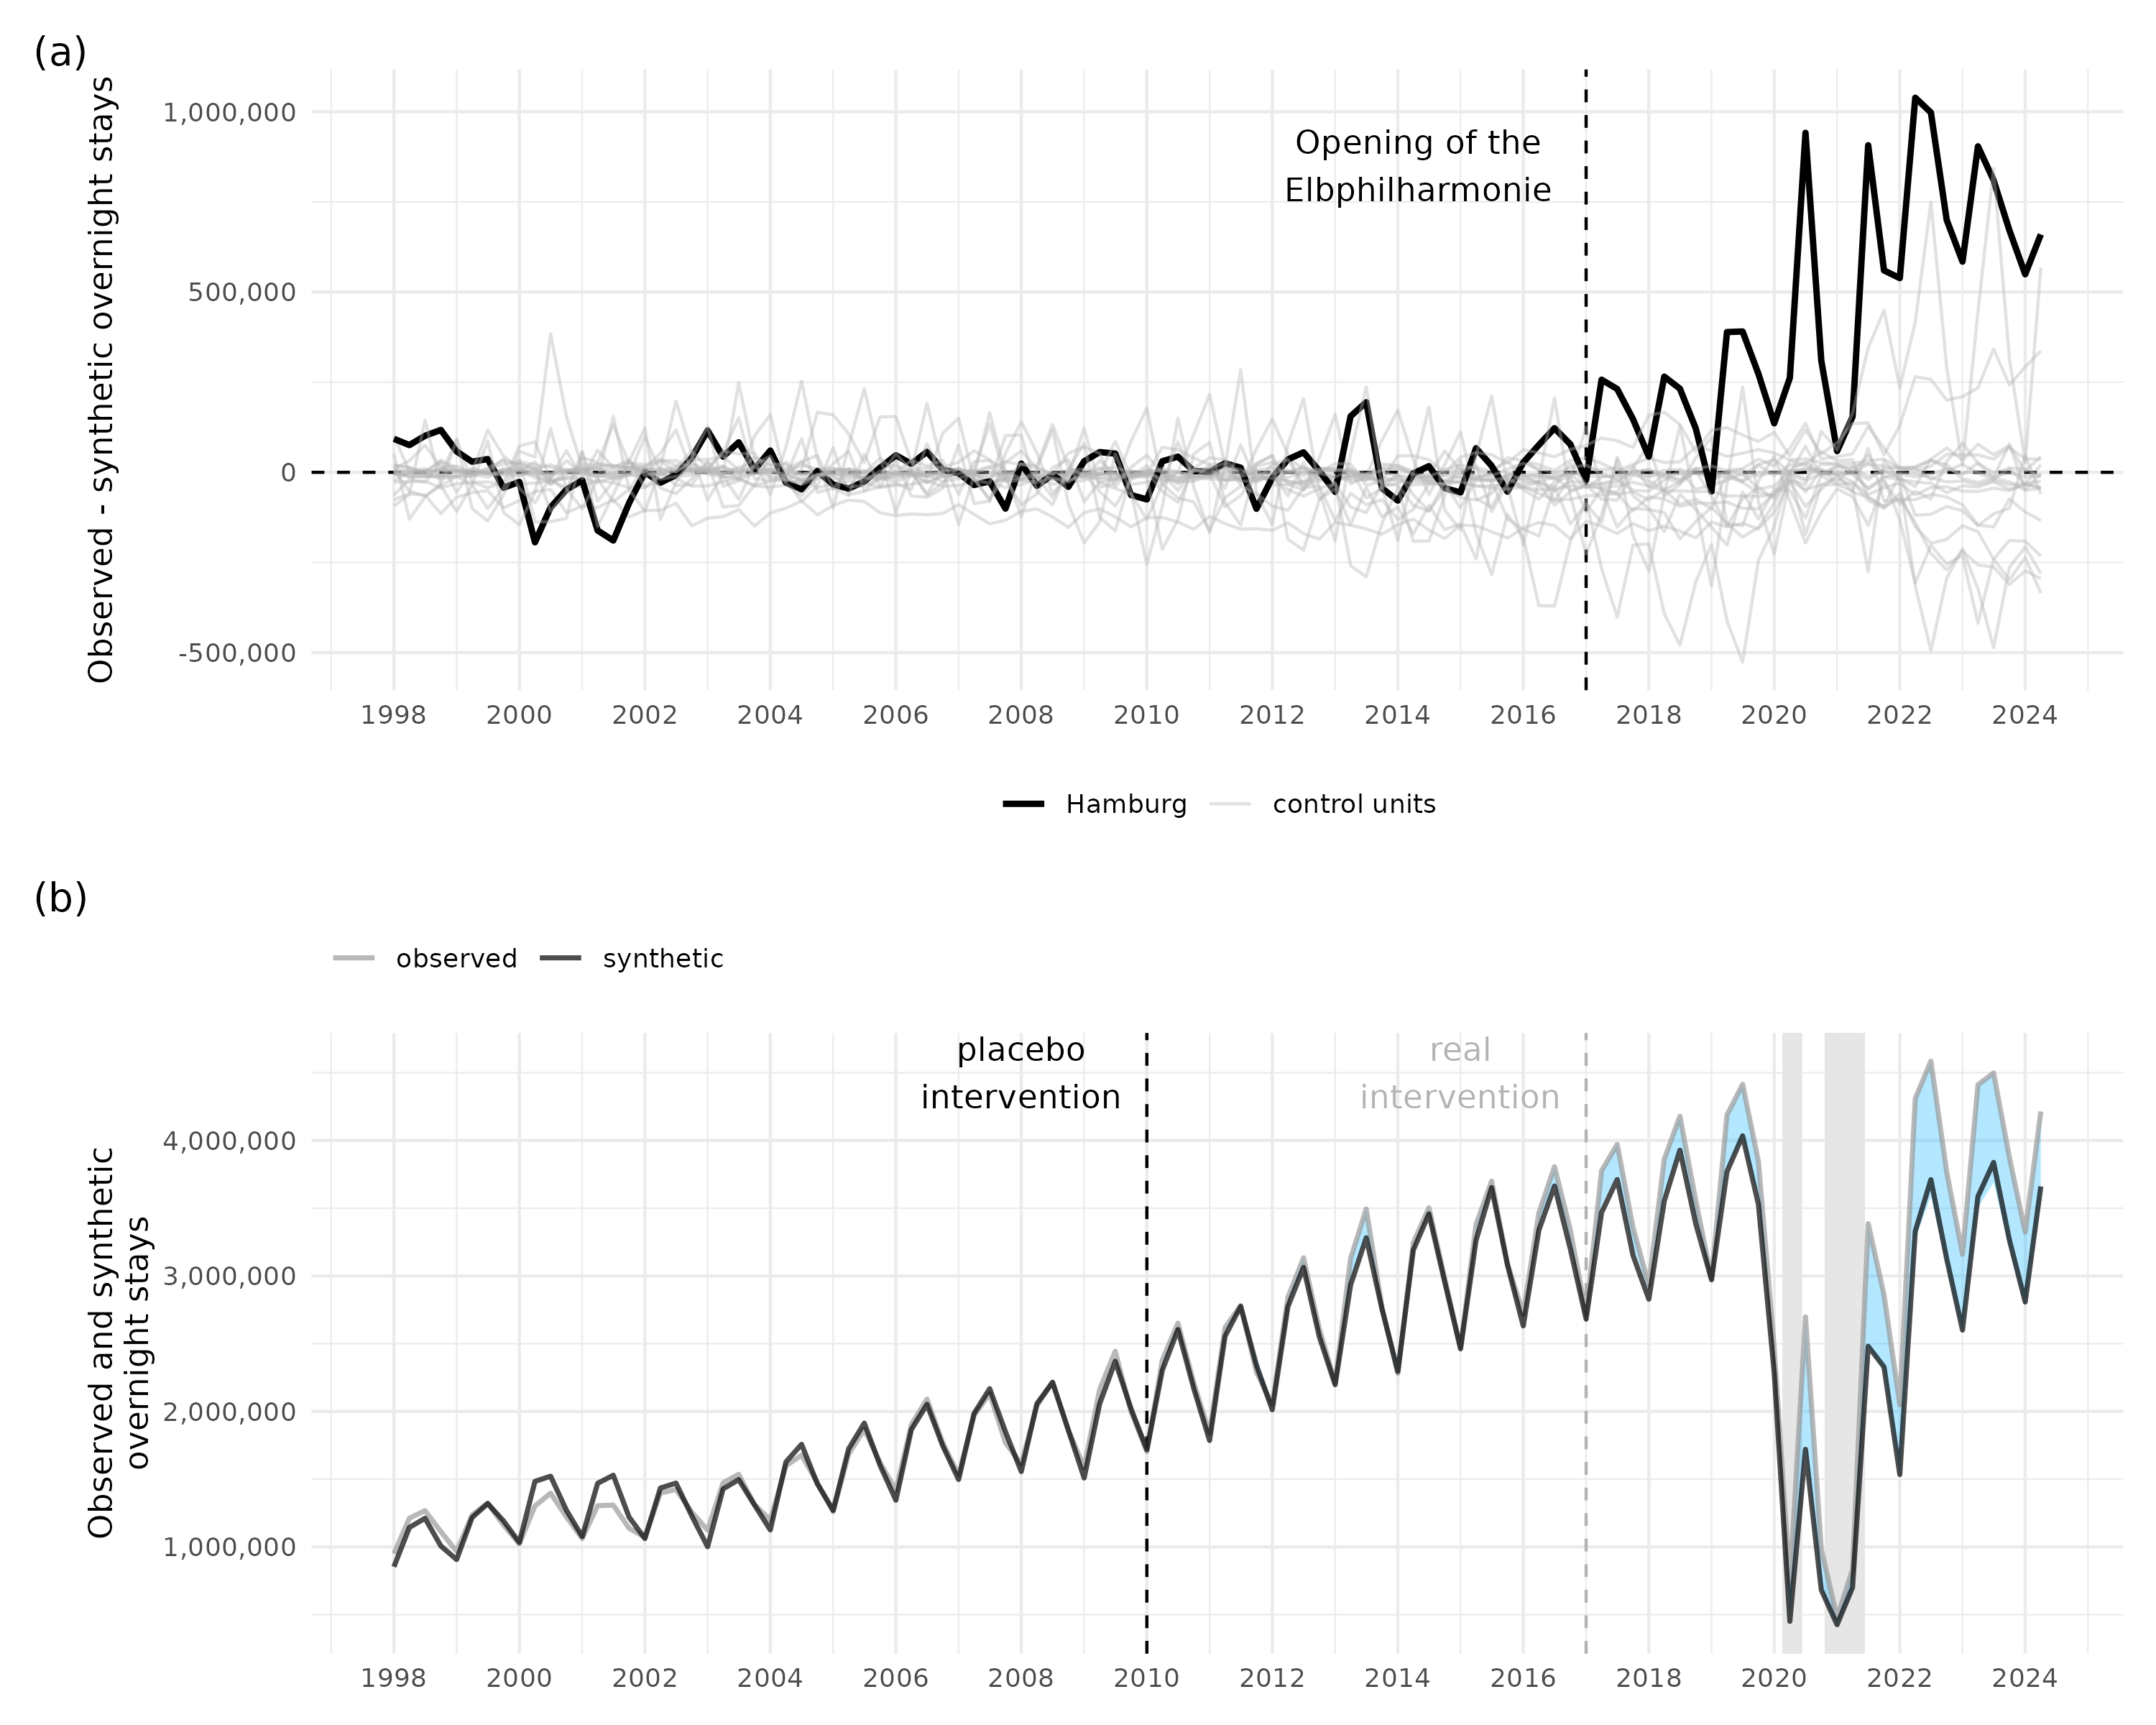 (a)
Observed - synthetic overnight stays
1,000,000
500,000
0
-500,000
Opening of the
Elbphilharmonie
1998 2000 2002 2004 2006 2008 2010 2012 2014 2016 2018 2020 2022 2024
Hamburg control units
(b)
observed synthetic
Observed and synthetic
overnight stays
4,000,000
3,000,000
2,000,000
1,000,000
placebo
intervention
real
intervention
1998 2000 2002 2004 2006 2008 2010 2012 2014 2016 2018 2020 2022 2024